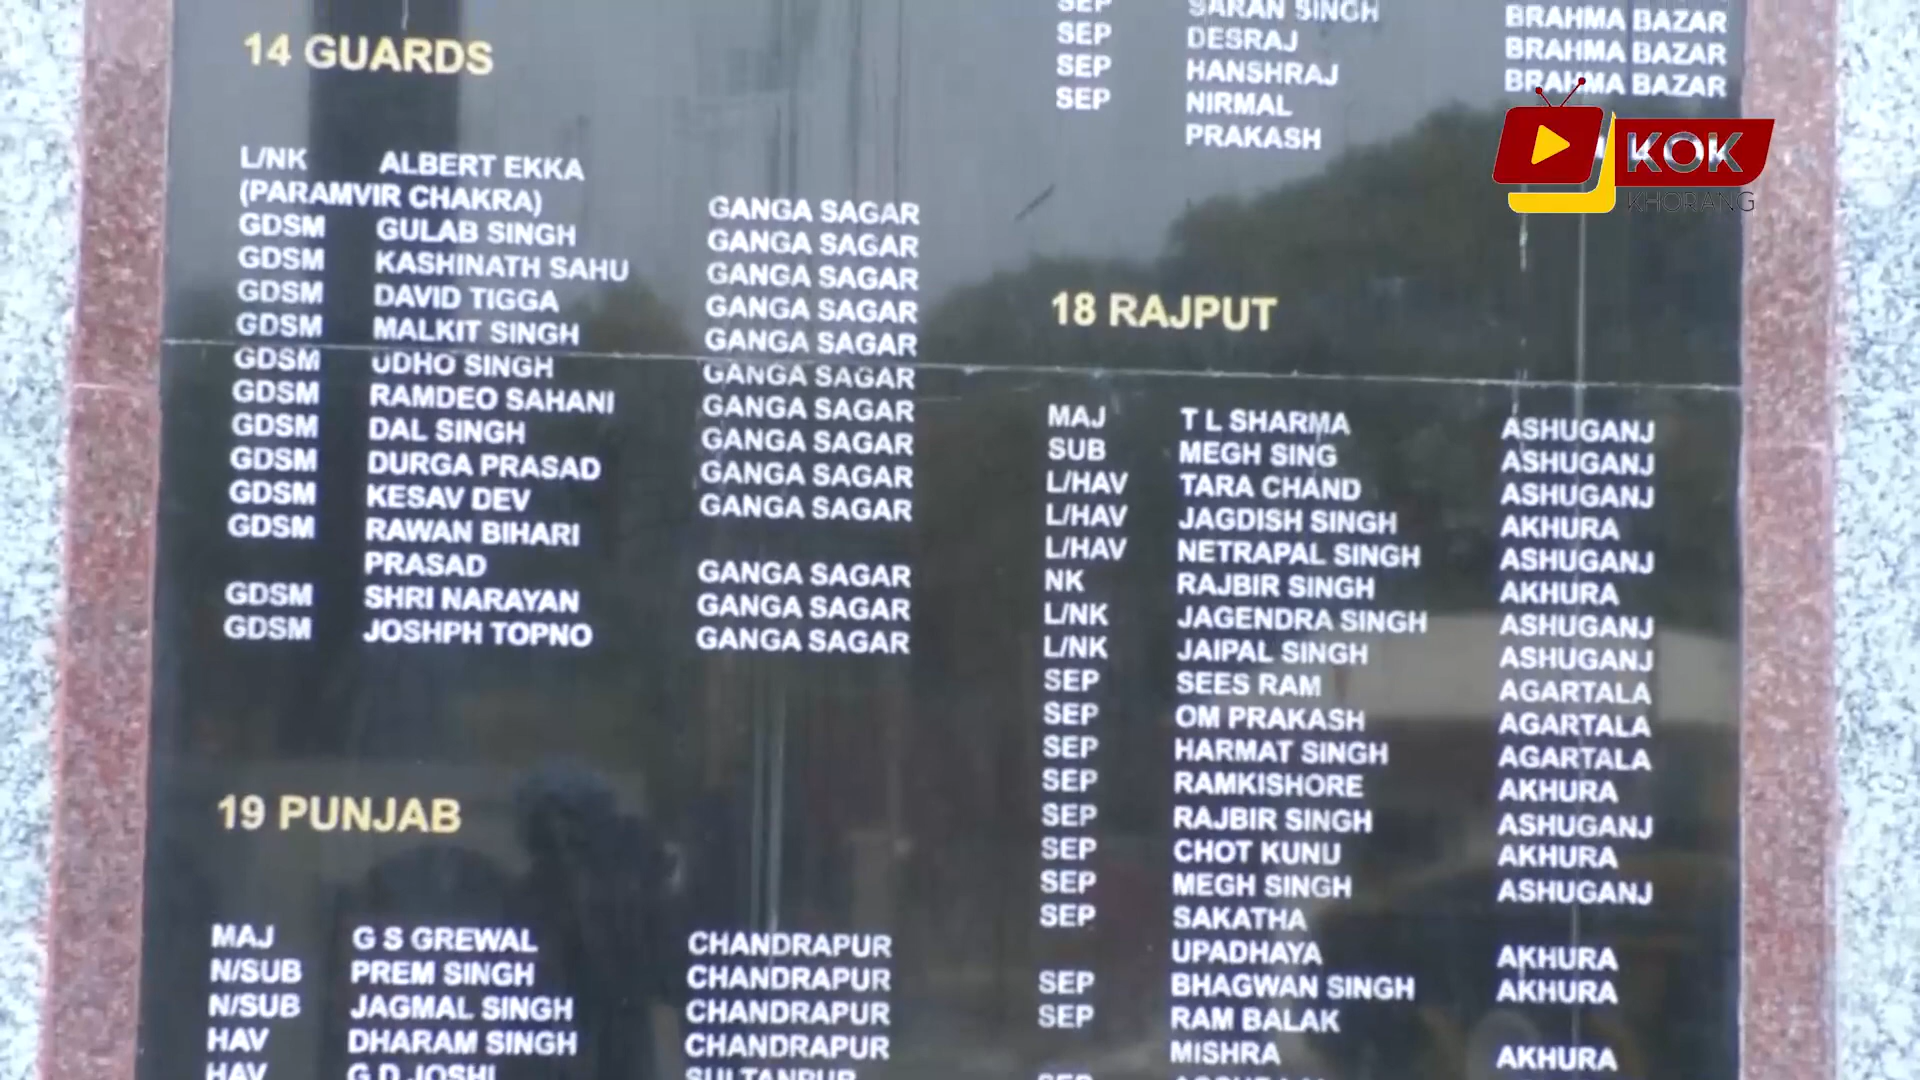 14 GUARDS
L/NK ALBERT EKKA
(PARAMVIR CHAKRA) GANGA SAGAR
GDSM GULAB SINGH GANGA SAGAR
GDSM KASHINATH SAHU GANGA SAGAR
GDSM DAVID TIGGA GANGA SAGAR
GDSM MALKIT SINGH GANGA SAGAR
GDSM UDHO SINGH GANGA SAGAR
GDSM RAMDEO SAHANI GANGA SAGAR
GDSM DAL SINGH GANGA SAGAR
GDSM DURGA PRASAD GANGA SAGAR
GDSM KESAV DEV GANGA SAGAR
GDSM RAWAN BIHARI
PRASAD GANGA SAGAR
GDSM SHRI NARAYAN GANGA SAGAR
GDSM JOSHPH TOPNO GANGA SAGAR
19 PUNJAB
MAJ G S GREWAL CHANDRAPUR
N/SUB PREM SINGH CHANDRAPUR
N/SUB JAGMAL SINGH CHANDRAPUR
HAV DHARAM SINGH CHANDRAPUR
HAV G D JOSHI SULTANPUR
SEP SARAN SINGH BRAHMA BAZAR
SEP DESRAJ BRAHMA BAZAR
SEP HANSHRAJ BRAHMA BAZAR
SEP NIRMAL
PRAKASH
18 RAJPUT
MAJ T L SHARMA ASHUGANJ
SUB MEGH SING ASHUGANJ
L/HAV TARA CHAND ASHUGANJ
L/HAV JAGDISH SINGH AKHURA
L/HAV NETRAPAL SINGH ASHUGANJ
NK RAJBIR SINGH AKHURA
L/NK JAGENDRA SINGH ASHUGANJ
L/NK JAIPAL SINGH ASHUGANJ
SEP SEES RAM AGARTALA
SEP OM PRAKASH AGARTALA
SEP HARMAT SINGH AGARTALA
SEP RAMKISHORE AKHURA
SEP RAJBIR SINGH ASHUGANJ
SEP CHOT KUNU AKHURA
SEP MEGH SINGH ASHUGANJ
SEP SAKATHA
UPADHAYA AKHURA
SEP BHAGWAN SINGH AKHURA
SEP RAM BALAK
MISHRA AKHURA
SEP
KOK
KHORANG